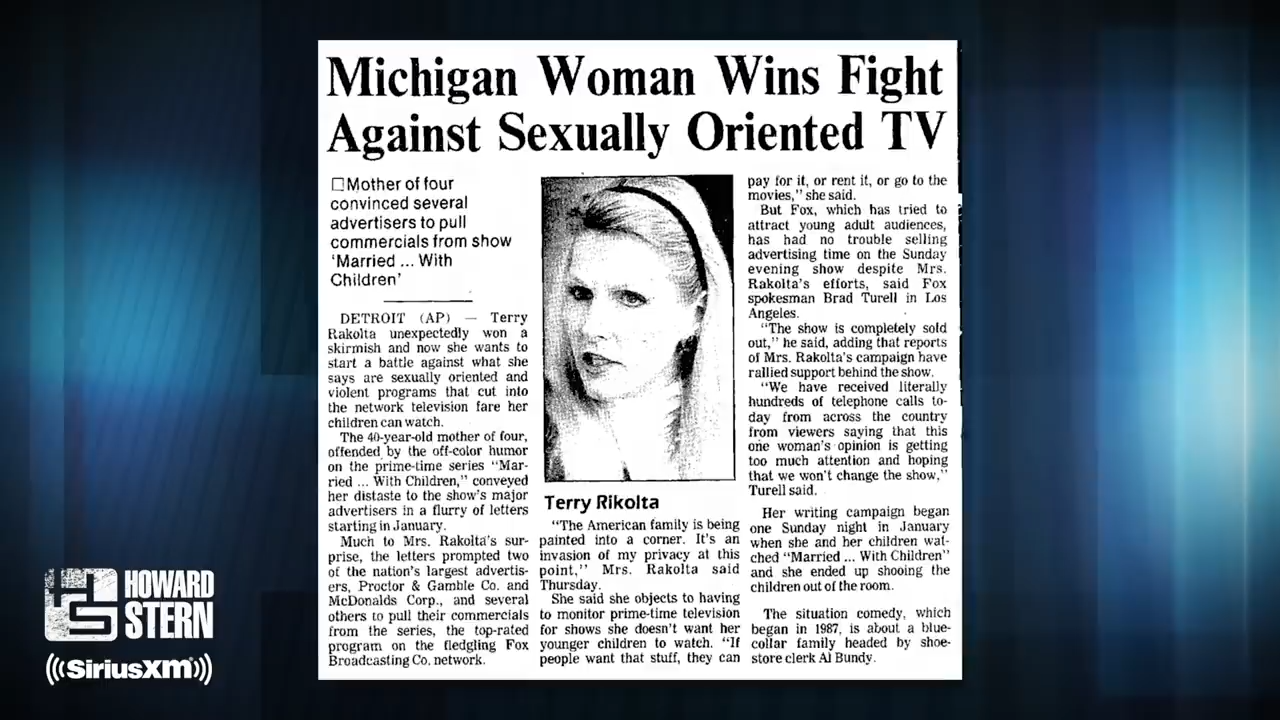 Michigan Woman Wins Fight
Against Sexually Oriented TV
□Mother of four
convinced several
advertisers to pull
commercials from show
'Married ... With
Children'
DETROIT (AP) — Terry
Rakolta unexpectedly won a
skirmish and now she wants to
start a battle against what she
says are sexually oriented and
violent programs that cut into
the network television fare her
children can watch.
The 40-year-old mother of four,
offended by the off-color humor
on the prime-time series "Mar-
ried ... With Children," conveyed
her distaste to the show's major
advertisers in a flurry of letters
starting in January.
Much to Mrs. Rakolta's sur-
prise, the letters prompted two
of the nation's largest advertis-
ers, Proctor & Gamble Co. and
McDonalds Corp., and several
others to pull their commercials
from the series, the top-rated
program on the fledgling Fox
Broadcasting Co. network.
Terry Rikolta
"The American family is being
painted into a corner. It's an
invasion of my privacy at this
point," Mrs. Rakolta said
Thursday.
She said she objects to having
to monitor prime-time television
for shows she doesn't want her
younger children to watch. "If
people want that stuff, they can
pay for it, or rent it, or go to the
movies," she said.
But Fox, which has tried to
attract young adult audiences,
has had no trouble selling
advertising time on the Sunday
evening show despite Mrs.
Rakolta's efforts, said Fox
spokesman Brad Turell in Los
Angeles.
"The show is completely sold
out," he said, adding that reports
of Mrs. Rakolta's campaign have
rallied support behind the show.
"We have received literally
hundreds of telephone calls to-
day from across the country
from viewers saying that this
one woman's opinion is getting
too much attention and hoping
that we won't change the show,"
Turell said.
Her writing campaign began
one Sunday night in January
when she and her children wat-
ched "Married ... With Children"
and she ended up shooing the
children out of the room.
The situation comedy, which
began in 1987, is about a blue-
collar family headed by shoe-
store clerk Al Bundy.
HOWARD
STERN
SiriusXM